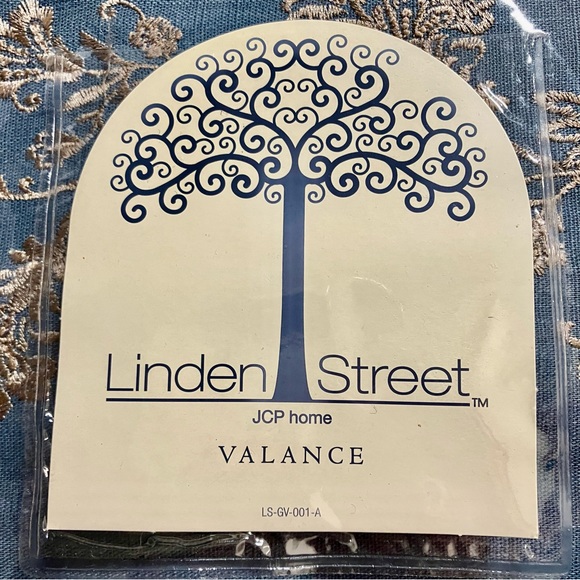 Linden Street™
JCP home
VALANCE
LS-GV-001-A